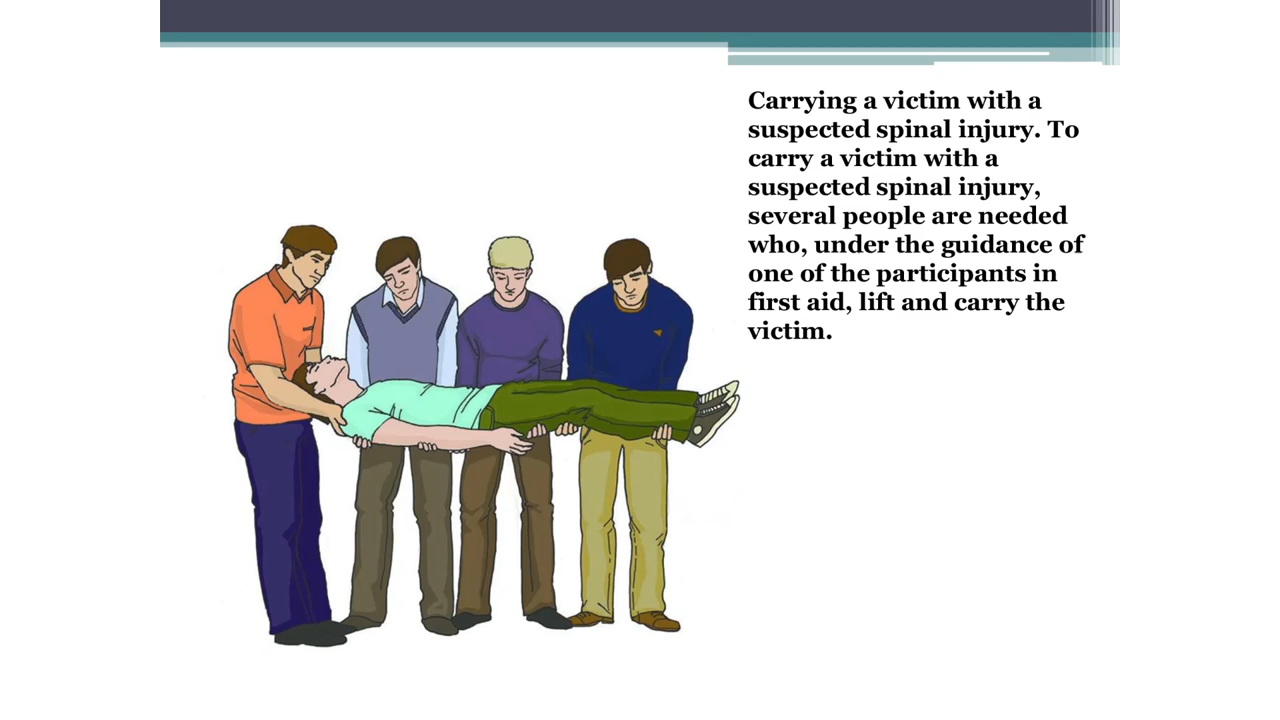 Carrying a victim with a
suspected spinal injury. To
carry a victim with a
suspected spinal injury,
several people are needed
who, under the guidance of
one of the participants in
first aid, lift and carry the
victim.